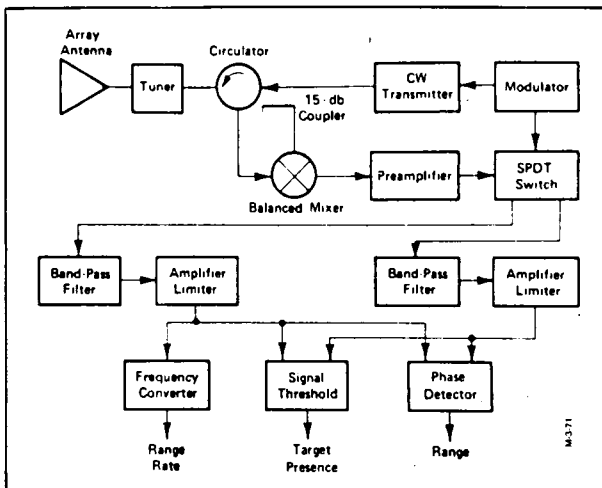 Array
Antenna
Tuner
Circulator
15-db
Coupler
CW
Transmitter
Modulator
Balanced Mixer
Preamplifier
SPDT
Switch
Band-Pass
Filter
Amplifier
Limiter
Band-Pass
Filter
Amplifier
Limiter
Frequency
Converter
Signal
Threshold
Phase
Detector
Range
Rate
Target
Presence
Range
M-3-71